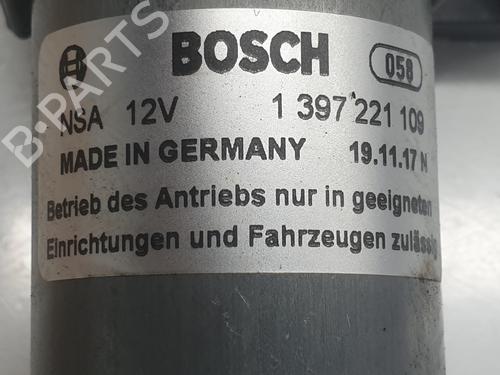 BOSCH 058
NSA 12V 1 397 221 109
MADE IN GERMANY 19.11.17 N
Betrieb des Antriebs nur in geeigneten
Einrichtungen und Fahrzeugen zulässig
B-PARTS